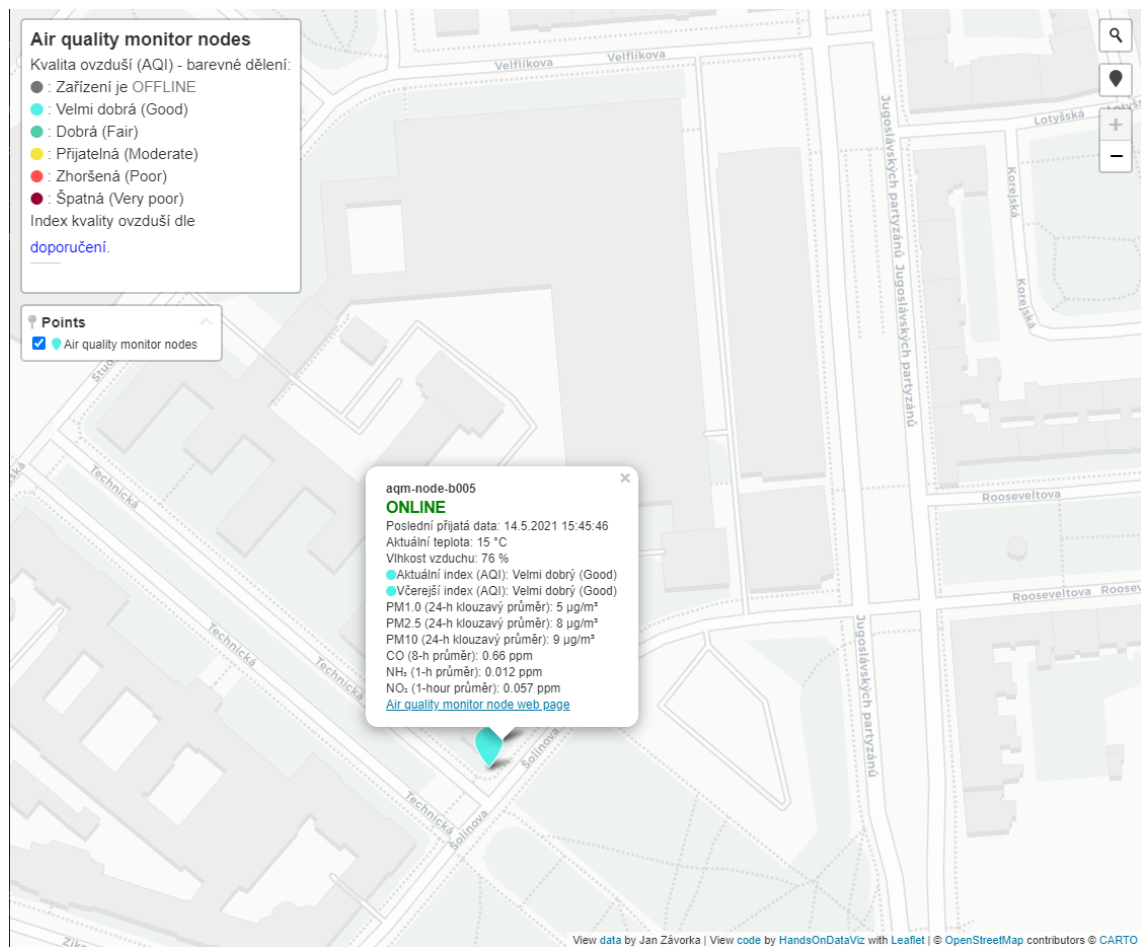 Air quality monitor nodes
Kvalita ovzduší (AQI) - barevné dělení:
: Zařízení je OFFLINE
: Velmi dobrá (Good)
: Dobrá (Fair)
: Přijatelná (Moderate)
: Zhoršená (Poor)
: Špatná (Very poor)
Index kvality ovzduší dle
doporučení.
Points
Air quality monitor nodes
Velflíkova
Velflíkova
Jugoslávských partyzánů
Jugoslávských partyzánů
Lotyšská
+
−
Korejská
Korejská
Technická
Rooseveltova
Rooseveltova
aqm-node-b005
×
ONLINE
Poslední přijatá data: 14.5.2021 15:45:46
Aktuální teplota: 15 °C
Vlhkost vzduchu: 76 %
Aktuální index (AQI): Velmi dobrý (Good)
Včerejší index (AQI): Velmi dobrý (Good)
PM1.0 (24-h klouzavý průměr): 5 µg/m³
PM2.5 (24-h klouzavý průměr): 8 µg/m³
PM10 (24-h klouzavý průměr): 9 µg/m³
CO (8-h průměr): 0.66 ppm
NH₃ (1-h průměr): 0.012 ppm
NO₂ (1-hour průměr): 0.057 ppm
Air quality monitor node web page
Technická
Technická
Jugoslávských partyzánů
Šolínova
Technická
Šolínova
View data by Jan Závorka | View code by HandsOnDataViz with Leaflet | © OpenStreetMap contributors © CARTO